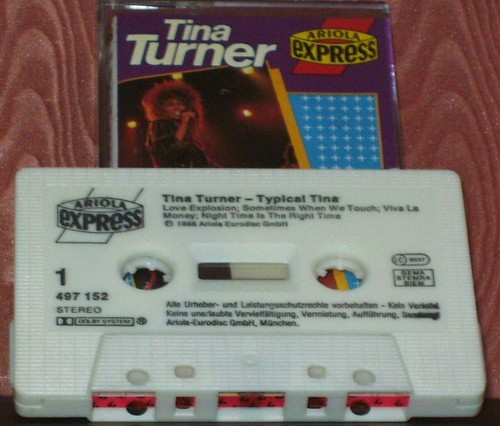 Tina
Turner
ARIOLA
EXPRESS
ARIOLA
EXPRESS
Tina Turner – Typical Tina
Love Explosion; Sometimes When We Touch; Viva La
Money; Night Time Is The Right Time
© 1986 Ariola Eurodisc GmbH
1
497 152
STEREO
DOLBY SYSTEM ®
LC
GEMA
STEMRA
BIEM
Alle Urheber- und Leistungsschutzrechte vorbehalten - Kein Verleih!
Keine unerlaubte Vervielfältigung, Vermietung, Aufführung, Sendung!
Ariola-Eurodisc GmbH, München.